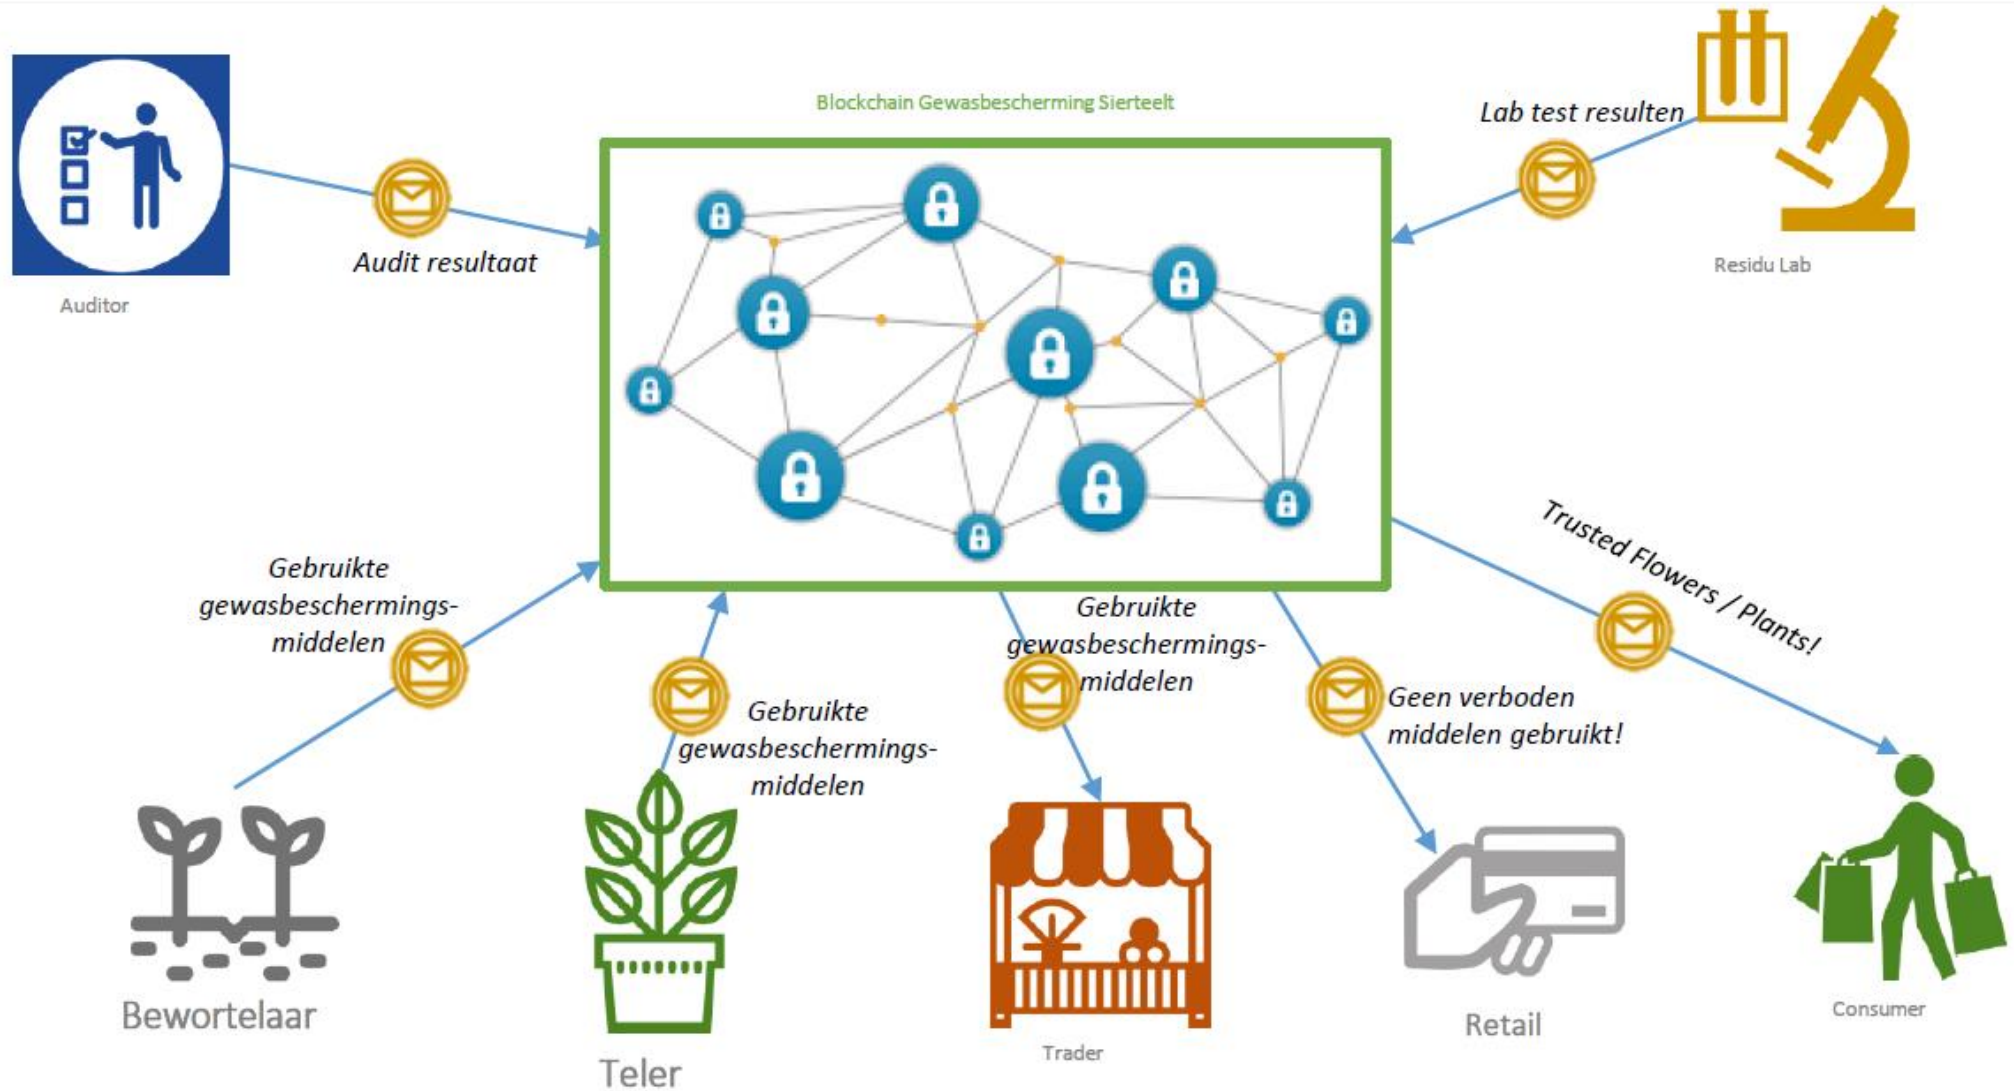 Blockchain Gewasbescherming Sierteelt
Lab test resulten
Residu Lab
Audit resultaat
Auditor
Gebruikte
gewasbeschermings-
middelen
Gebruikte
gewasbeschermings-
middelen
Gebruikte
gewasbeschermings-
middelen
Geen verboden
middelen gebruikt!
Trusted Flowers / Plants!
Bewortelaar
Teler
Trader
Retail
Consumer